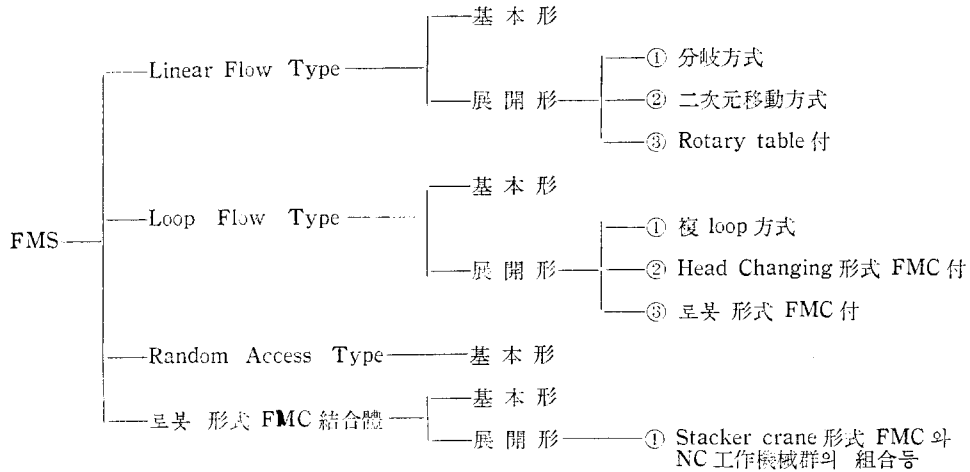 基本形
Linear Flow Type
① 分岐方式
展開形
② 二次元移動方式
③ Rotary table 付
基本形
Loop Flow Type
① 複 loop 方式
FMS
展開形
② Head Changing 形式 FMC 付
③ 로봇 形式 FMC 付
Random Access Type
基本形
基本形
로봇 形式 FMC 結合體
展開形
① Stacker crane 形式 FMC 와
NC 工作機械群의 組合등